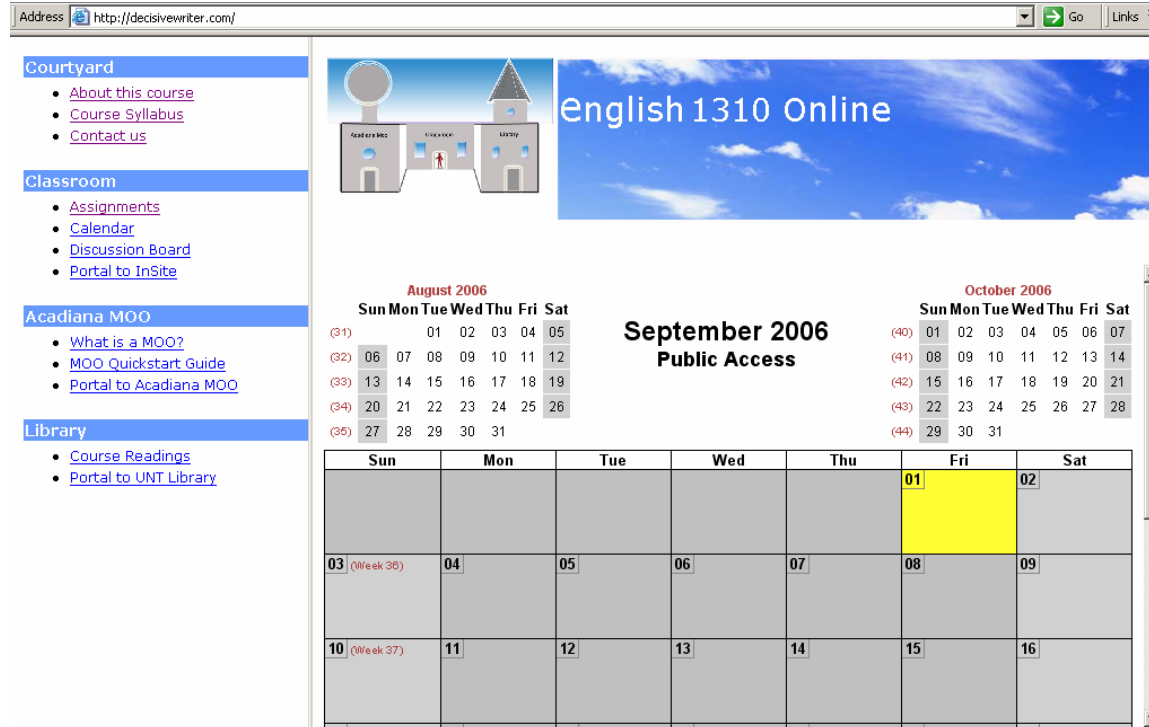 Address http://decisivewriter.com/ Go Links
Courtyard
About this course
Course Syllabus
Contact us
Classroom
Assignments
Calendar
Discussion Board
Portal to InSite
Acadiana MOO
What is a MOO?
MOO Quickstart Guide
Portal to Acadiana MOO
Library
Course Readings
Portal to UNT Library
Acadiana Moo Classroom Library
English 1310 Online
August 2006
Sun Mon Tue Wed Thu Fri Sat
(31) 01 02 03 04 05
(32) 06 07 08 09 10 11 12
(33) 13 14 15 16 17 18 19
(34) 20 21 22 23 24 25 26
(35) 27 28 29 30 31
September 2006
Public Access
October 2006
Sun Mon Tue Wed Thu Fri Sat
(40) 01 02 03 04 05 06 07
(41) 08 09 10 11 12 13 14
(42) 15 16 17 18 19 20 21
(43) 22 23 24 25 26 27 28
(44) 29 30 31
Sun Mon Tue Wed Thu Fri Sat
01 02
03 (Week 36) 04 05 06 07 08 09
10 (Week 37) 11 12 13 14 15 16